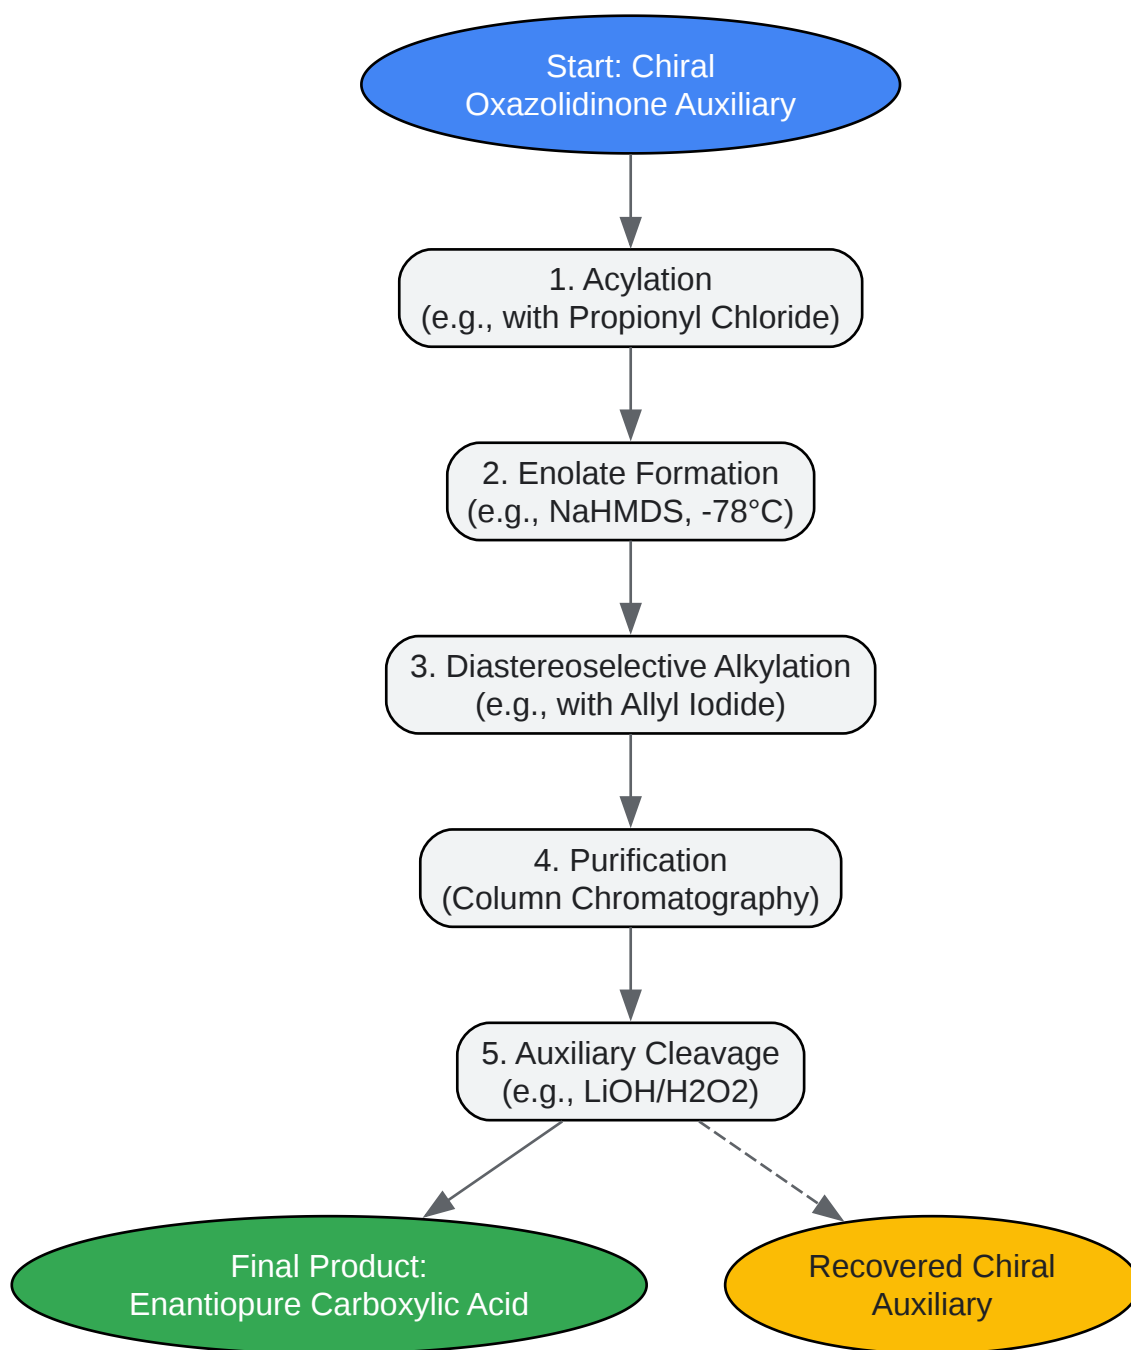 Start: Chiral
Oxazolidinone Auxiliary
1. Acylation
(e.g., with Propionyl Chloride)
2. Enolate Formation
(e.g., NaHMDS, -78°C)
3. Diastereoselective Alkylation
(e.g., with Allyl Iodide)
4. Purification
(Column Chromatography)
5. Auxiliary Cleavage
(e.g., LiOH/H2O2)
Final Product:
Enantiopure Carboxylic Acid
Recovered Chiral
Auxiliary